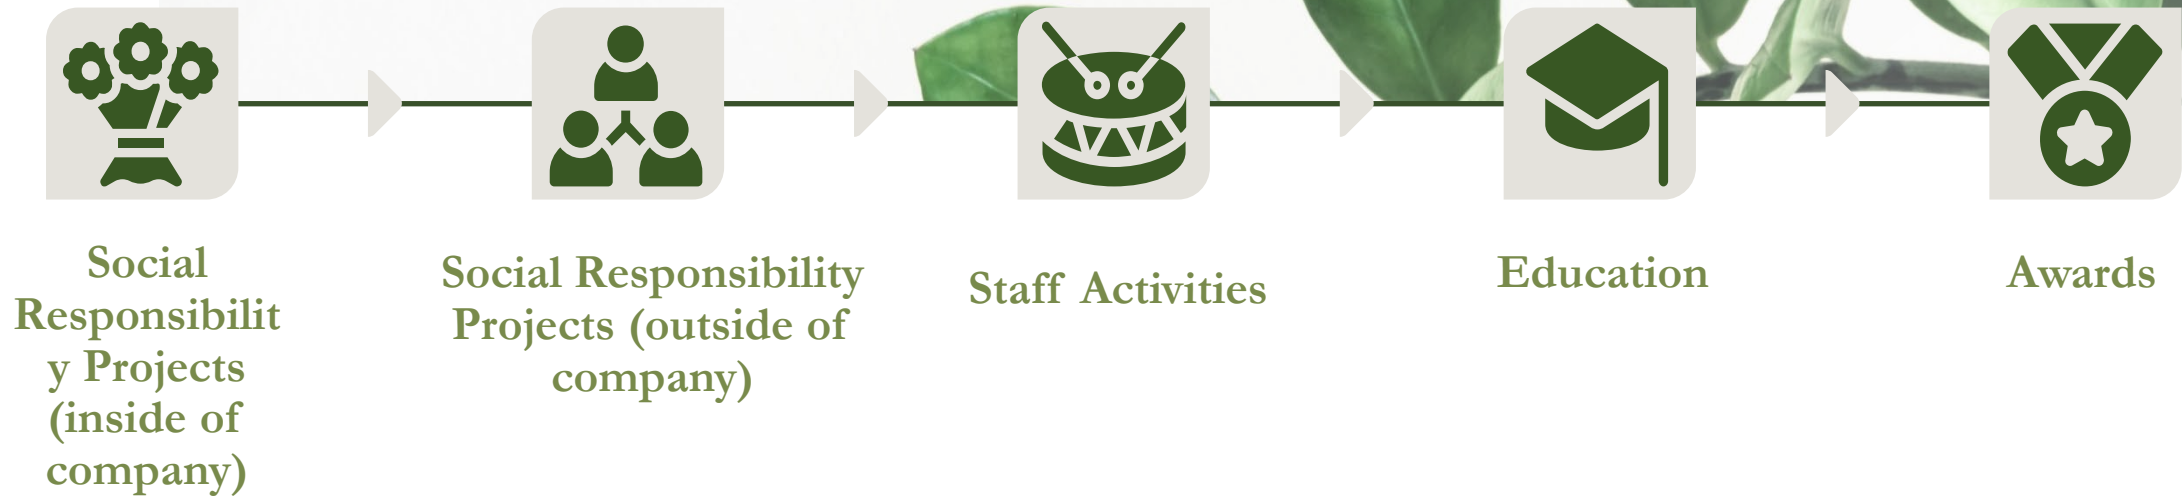 Social
Responsibilit
y Projects
(inside of
company)
Social Responsibility
Projects (outside of
company)
Staff Activities
Education
Awards